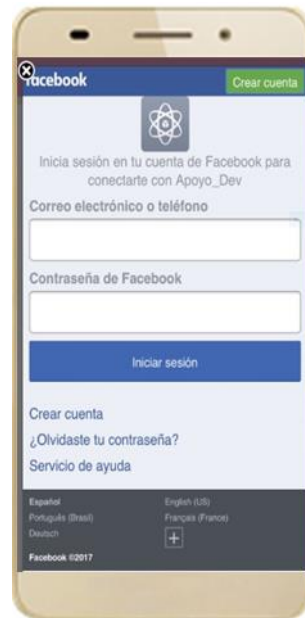 facebook
Crear cuenta
Inicia sesión en tu cuenta de Facebook para
conectarte con Apoyo_Dev
Correo electrónico o teléfono
Contraseña de Facebook
Iniciar sesión
Crear cuenta
¿Olvidaste tu contraseña?
Servicio de ayuda
Español
English (US)
Português (Brasil)
Français (France)
Deutsch
Facebook ©2017